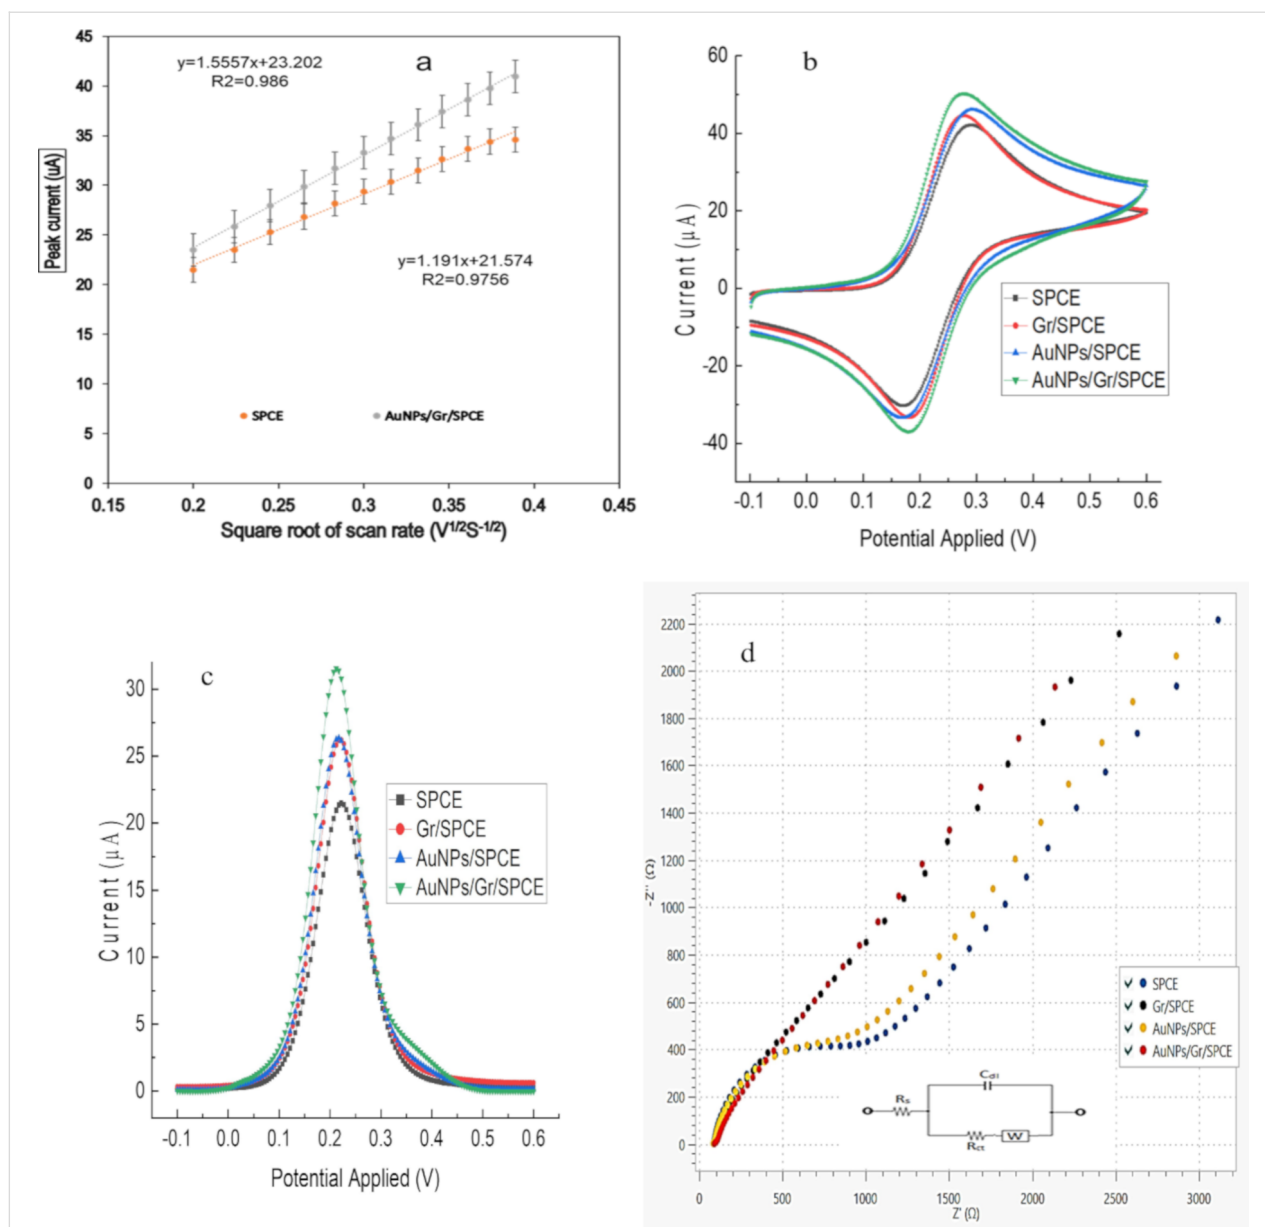 a
y=1.5557x+23.202
R2=0.986
y=1.191x+21.574
R2=0.9756
45
40
35
30
25
20
15
10
5
0
Peak current (uA)
SPCE
AuNPs/Gr/SPCE
0.15 0.2 0.25 0.3 0.35 0.4 0.45
Square root of scan rate (V1/2S-1/2)
b
60
40
20
0
-20
-40
Current (µA)
SPCE
Gr/SPCE
AuNPs/SPCE
AuNPs/Gr/SPCE
-0.1 0.0 0.1 0.2 0.3 0.4 0.5 0.6
Potential Applied (V)
c
30
25
20
15
10
5
0
Current (µA)
SPCE
Gr/SPCE
AuNPs/SPCE
AuNPs/Gr/SPCE
-0.1 0.0 0.1 0.2 0.3 0.4 0.5 0.6
Potential Applied (V)
d
2200
2000
1800
1600
1400
1200
1000
800
600
400
200
0
-Z'' (Ω)
SPCE
Gr/SPCE
AuNPs/SPCE
AuNPs/Gr/SPCE
Cdl
Rs
Rct
W
0 500 1000 1500 2000 2500 3000
Z' (Ω)